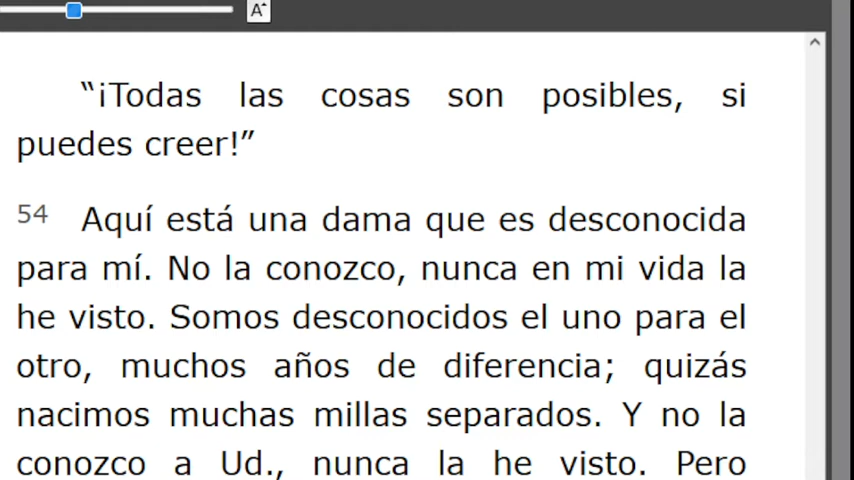 A
“¡Todas las cosas son posibles, si
puedes creer!”
54 Aquí está una dama que es desconocida
para mí. No la conozco, nunca en mi vida la
he visto. Somos desconocidos el uno para el
otro, muchos años de diferencia; quizás
nacimos muchas millas separados. Y no la
conozco a Ud., nunca la he visto. Pero